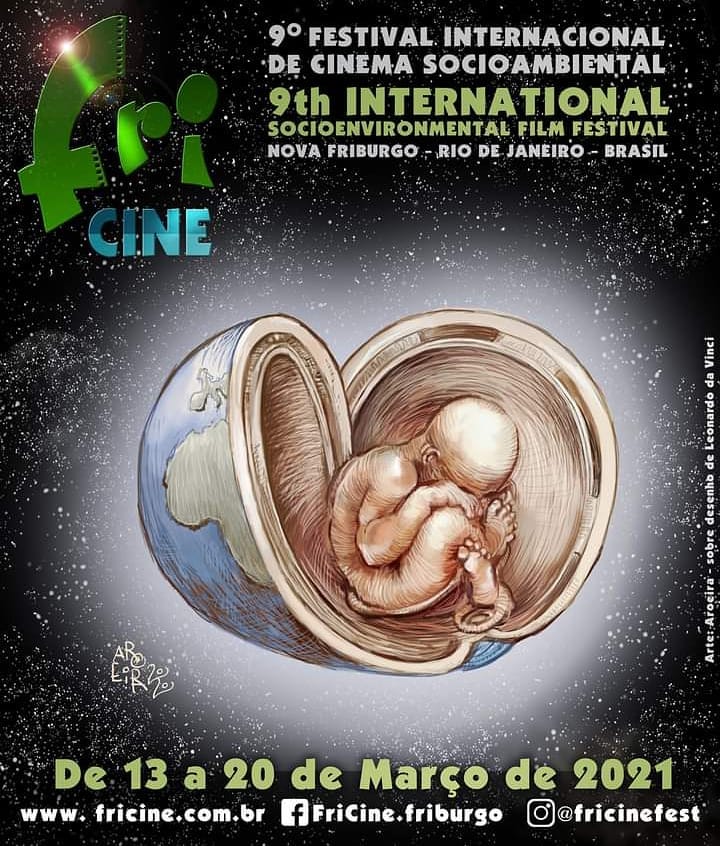 fri
CINE
9º FESTIVAL INTERNACIONAL
DE CINEMA SOCIOAMBIENTAL
9th INTERNATIONAL
SOCIOENVIRONMENTAL FILM FESTIVAL
NOVA FRIBURGO - RIO DE JANEIRO - BRASIL
Arte: Aroeira - sobre desenho de Leonardo da Vinci
AROEIRA 2020
De 13 a 20 de Março de 2021
www. fricine.com.br FriCine.friburgo @fricinefest